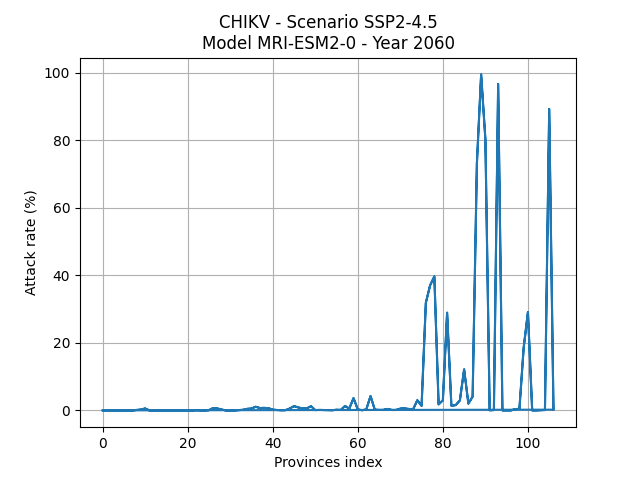 CHIKV - Scenario SSP2-4.5
Model MRI-ESM2-0 - Year 2060
100
80
60
40
20
0
Attack rate (%)
0 20 40 60 80 100
Provinces index